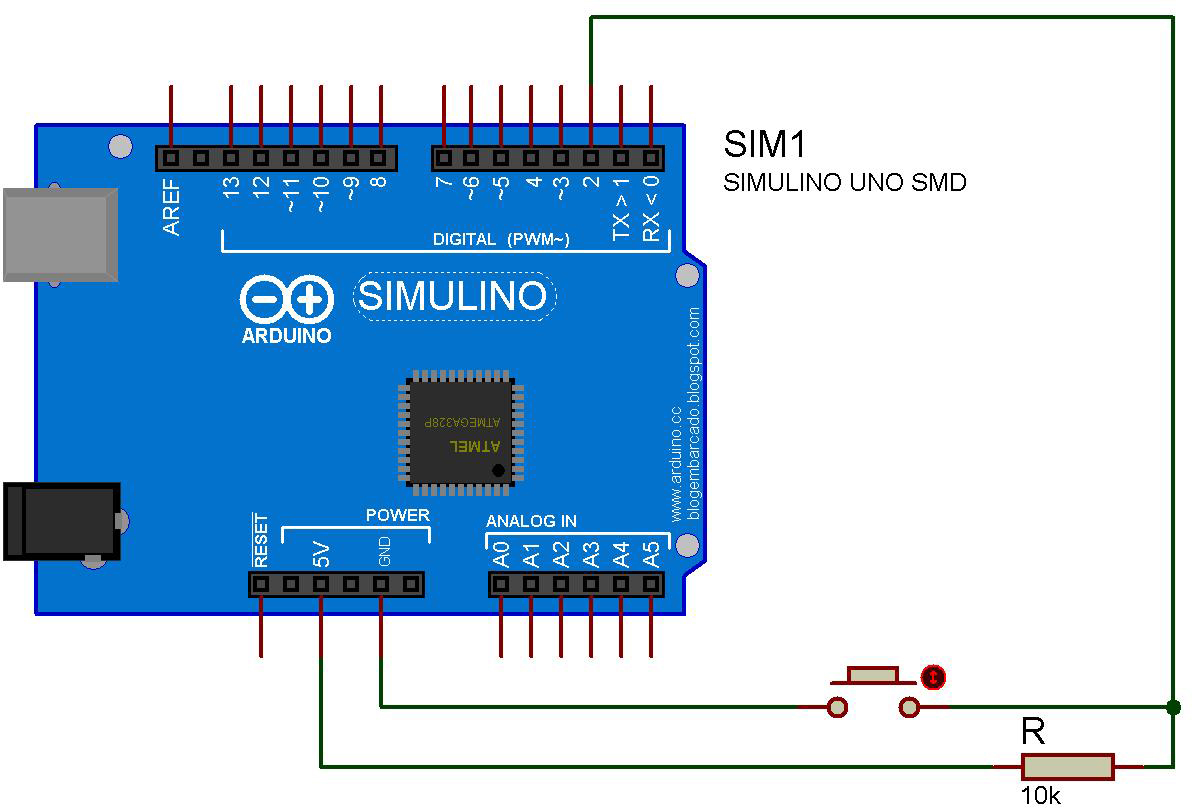 SIM1
SIMULINO UNO SMD
AREF
13
12
~11
~10
~9
8
7
~6
~5
4
~3
2
TX > 1
RX < 0
DIGITAL (PWM~)
SIMULINO
ARDUINO
ATMEGA328P
ATMEL
www.arduino.cc
blogembarcado.blogspot.com
RESET
5V
POWER
GND
ANALOG IN
A0
A1
A2
A3
A4
A5
R
10k